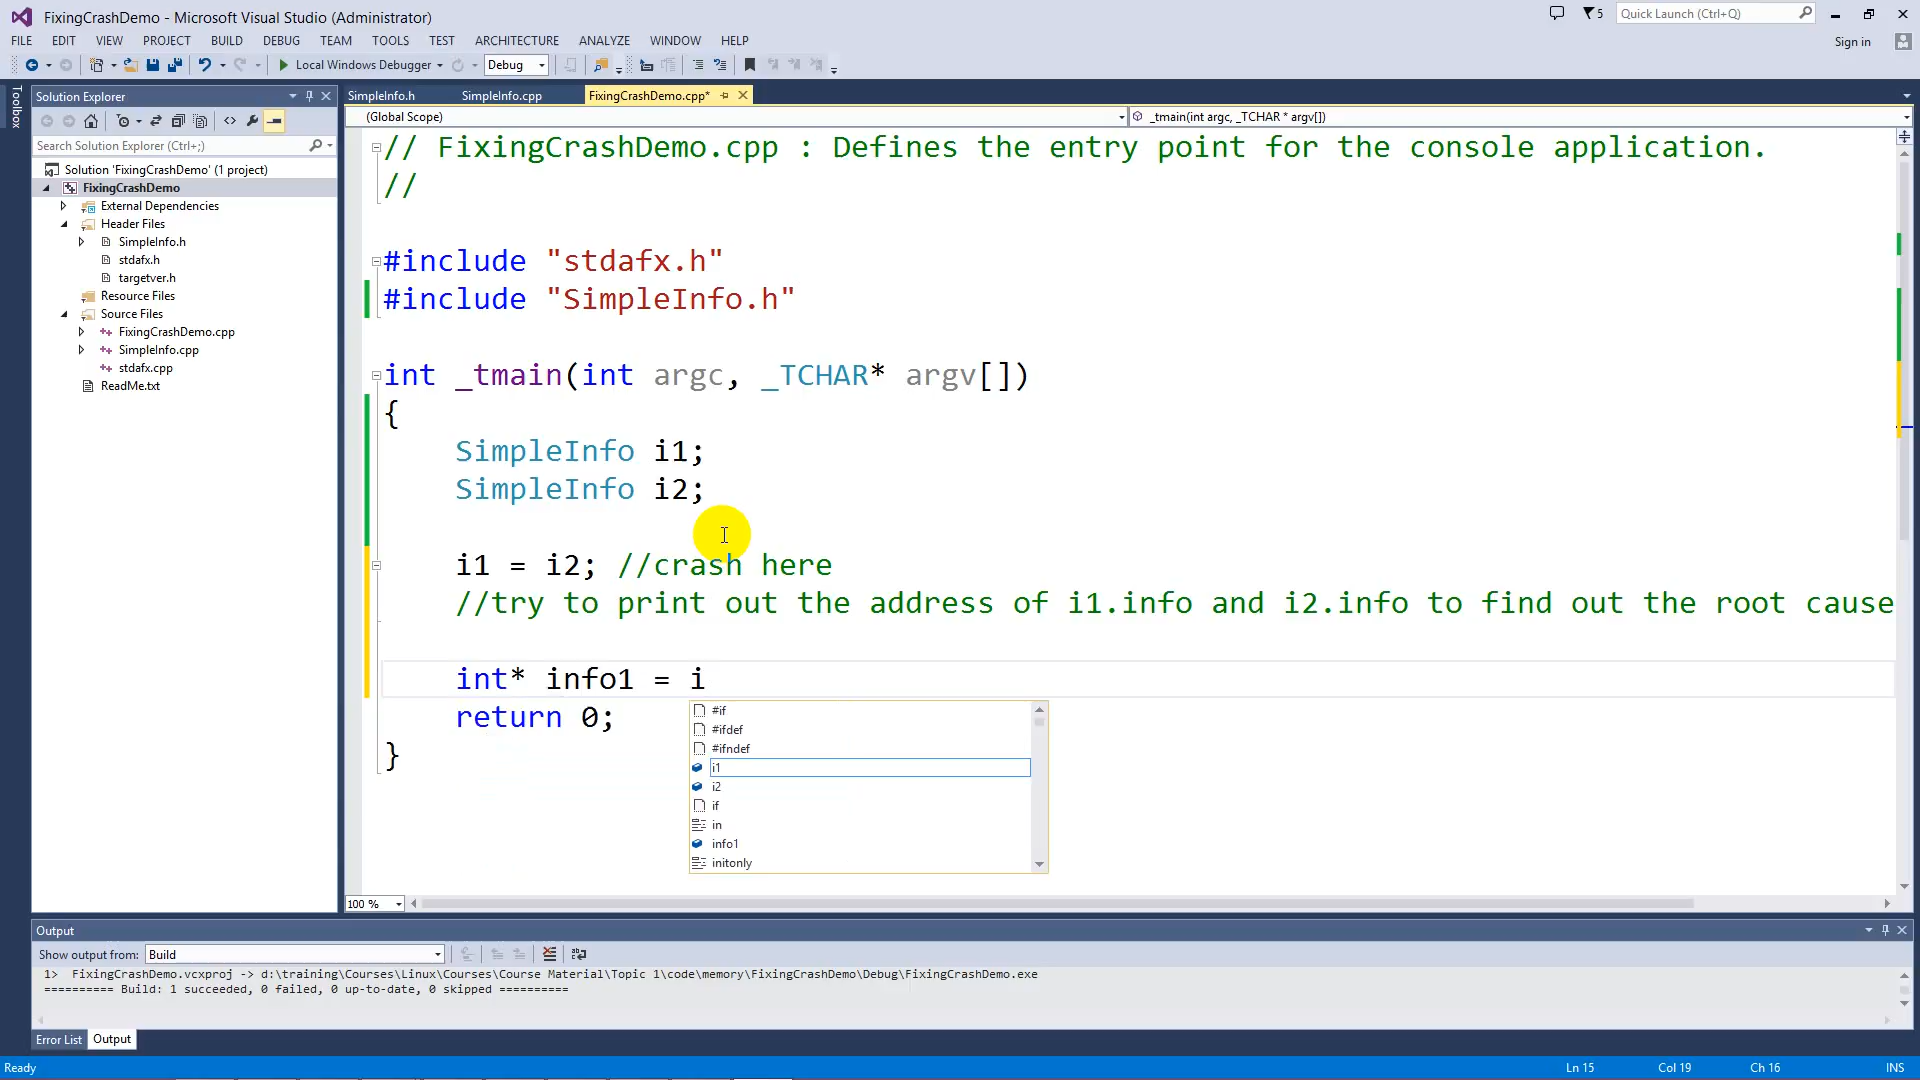 FixingCrashDemo - Microsoft Visual Studio (Administrator)
5
Quick Launch (Ctrl+Q)
FILE EDIT VIEW PROJECT BUILD DEBUG TEAM TOOLS TEST ARCHITECTURE ANALYZE WINDOW HELP
Sign in
Local Windows Debugger
Debug
Toolbox
Solution Explorer
Search Solution Explorer (Ctrl+;)
Solution 'FixingCrashDemo' (1 project)
FixingCrashDemo
External Dependencies
Header Files
SimpleInfo.h
stdafx.h
targetver.h
Resource Files
Source Files
FixingCrashDemo.cpp
SimpleInfo.cpp
stdafx.cpp
ReadMe.txt
SimpleInfo.h SimpleInfo.cpp FixingCrashDemo.cpp*
(Global Scope)
_tmain(int argc, _TCHAR * argv[])
// FixingCrashDemo.cpp : Defines the entry point for the console application.
//
#include "stdafx.h"
#include "SimpleInfo.h"
int _tmain(int argc, _TCHAR* argv[])
{
SimpleInfo i1;
SimpleInfo i2;
i1 = i2; //crash here
//try to print out the address of i1.info and i2.info to find out the root cause
int* info1 = i
return 0;
}
#if
#ifdef
#ifndef
i1
i2
if
in
info1
initonly
100 %
Output
Show output from: Build
1> FixingCrashDemo.vcxproj -> d:\training\Courses\Linux\Courses\Course Material\Topic 1\code\memory\FixingCrashDemo\Debug\FixingCrashDemo.exe
========== Build: 1 succeeded, 0 failed, 0 up-to-date, 0 skipped ==========
Error List Output
Ready
Ln 15 Col 19 Ch 16 INS